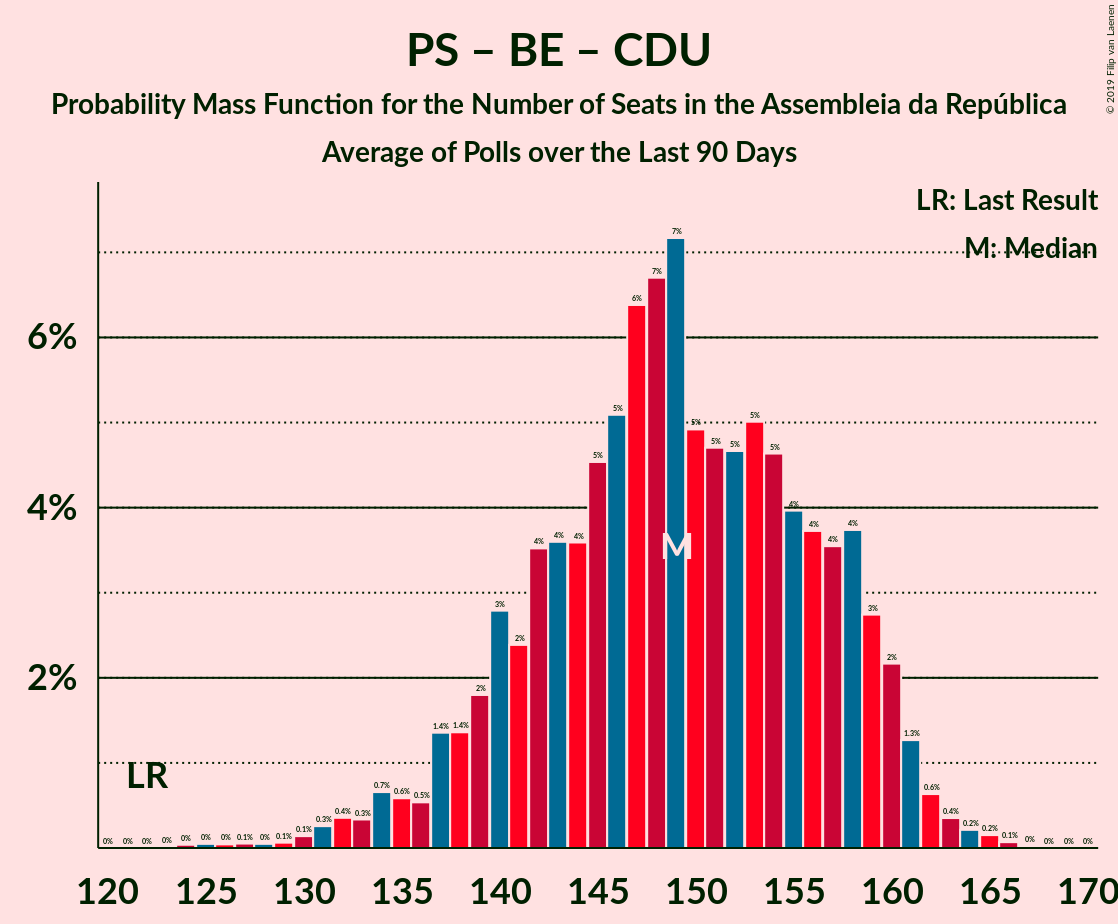 PS – BE – CDU
Probability Mass Function for the Number of Seats in the Assembleia da República
Average of Polls over the Last 90 Days
© 2019 Filip van Laenen
LR: Last Result
M: Median
6%
4%
2%
LR
M
0% 0% 0% 0% 0% 0% 0% 0.1% 0% 0.1% 0.1% 0.3% 0.4% 0.3% 0.7% 0.6% 0.5% 1.4% 1.4% 2% 3% 2% 4% 4% 4% 5% 5% 6% 7% 7% 5% 5% 5% 5% 5% 4% 4% 4% 4% 3% 2% 1.3% 0.6% 0.4% 0.2% 0.2% 0.1% 0% 0% 0% 0%
120 125 130 135 140 145 150 155 160 165 170